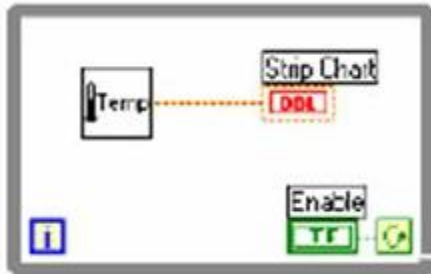 Strip Chart
Temp
DBL
Enable
TF
i